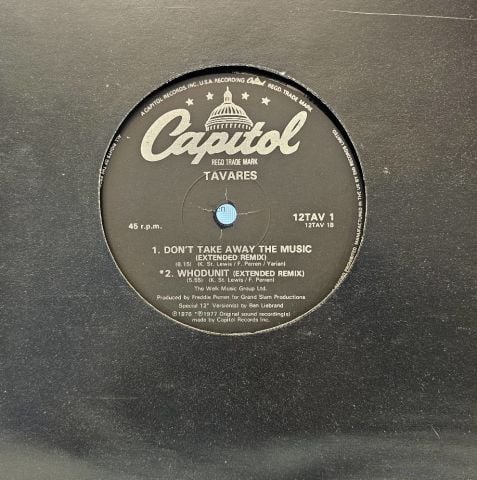 A CAPITOL RECORDS INC. U.S.A. RECORDING Capitol REGD. TRADE MARK
Capitol
REGD TRADE MARK
TAVARES
45 r.p.m.
12TAV 1
12TAV 1B
1. DON'T TAKE AWAY THE MUSIC
(EXTENDED REMIX)
(6.15) (K. St. Lewis / F. Perren / Yarian)
*2. WHODUNIT (EXTENDED REMIX)
(5.55) (K. St. Lewis / F. Perren)
The Welk Music Group Ltd.
Produced by Freddie Perren for Grand Slam Productions
Special 12" Version(s) by Ben Liebrand
℗1976 *℗1977 Original sound recording(s)
made by Capitol Records Inc.